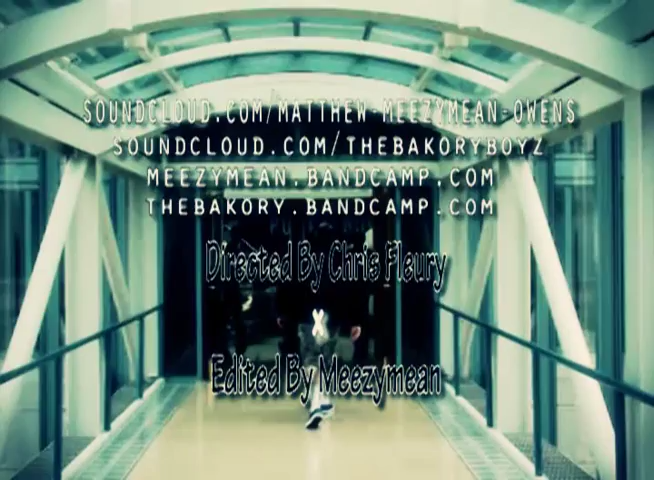 SOUNDCLOUD.COM/MATTHEW-MEEZYMEAN-OWENS
SOUNDCLOUD.COM/THEBAKORYBOYZ
MEEZYMEAN.BANDCAMP.COM
THEBAKORY.BANDCAMP.COM
Directed By Chris Fleury
Edited By Meezymean